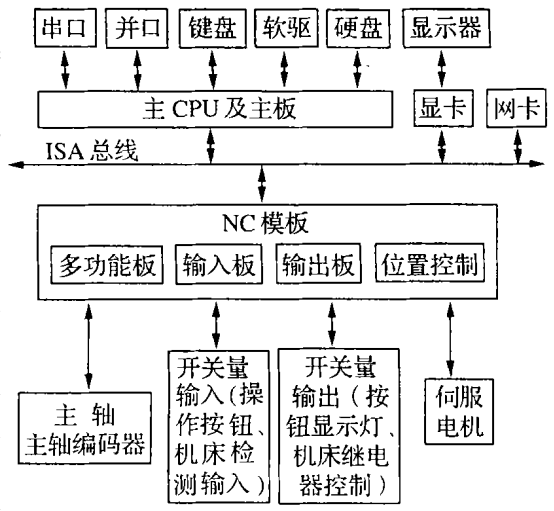 串口 并口 键盘 软驱 硬盘 显示器
主CPU及主板 显卡 网卡
ISA总线
NC模板
多功能板 输入板 输出板 位置控制
主 轴
主轴编码器
开关量
输入(操
作按钮、
机床检
测输入)
开关量
输出(按
钮显示灯、
机床继电
器控制)
伺服
电机